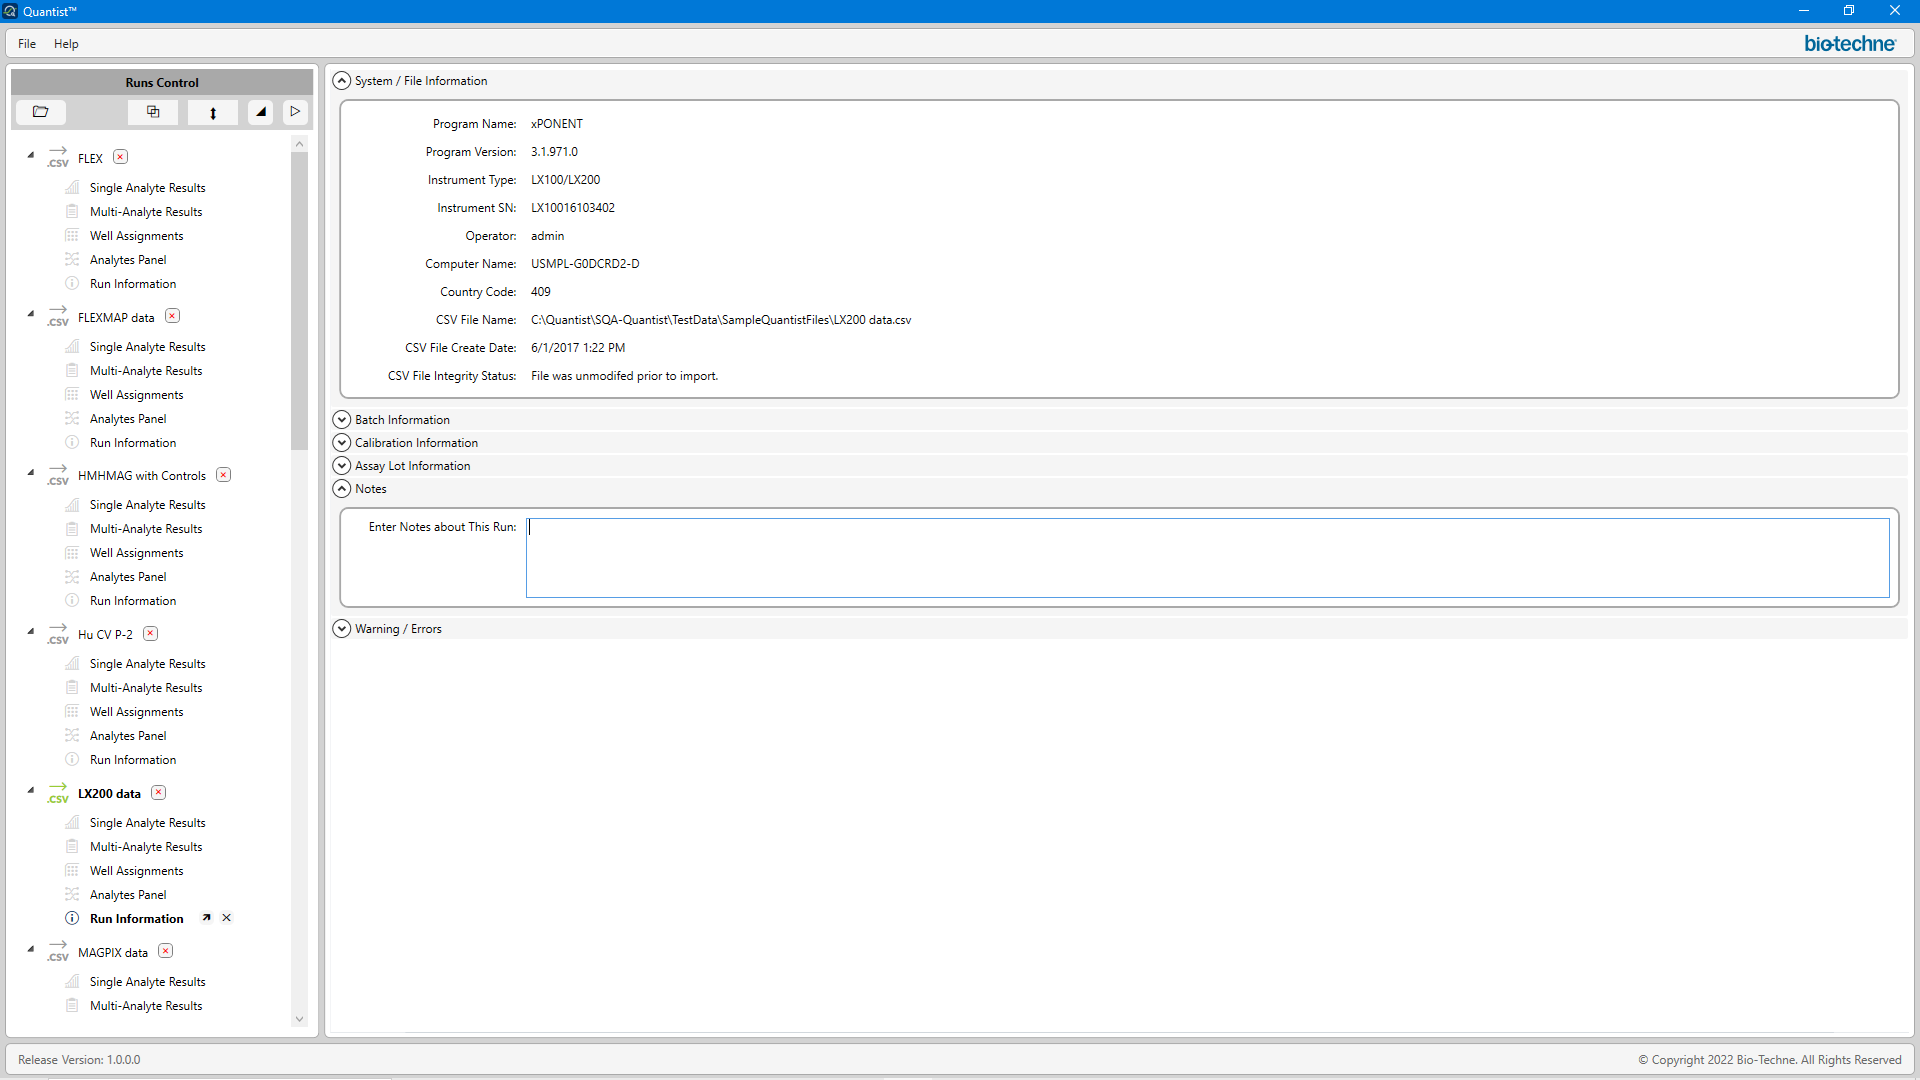 Quantist™
File Help
bio-techne
Runs Control
.CSV FLEX
Single Analyte Results
Multi-Analyte Results
Well Assignments
Analytes Panel
Run Information
.CSV FLEXMAP data
Single Analyte Results
Multi-Analyte Results
Well Assignments
Analytes Panel
Run Information
.CSV HMHMAG with Controls
Single Analyte Results
Multi-Analyte Results
Well Assignments
Analytes Panel
Run Information
.CSV Hu CV P-2
Single Analyte Results
Multi-Analyte Results
Well Assignments
Analytes Panel
Run Information
.CSV LX200 data
Single Analyte Results
Multi-Analyte Results
Well Assignments
Analytes Panel
Run Information
.CSV MAGPIX data
Single Analyte Results
Multi-Analyte Results
System / File Information
Program Name: xPONENT
Program Version: 3.1.971.0
Instrument Type: LX100/LX200
Instrument SN: LX10016103402
Operator: admin
Computer Name: USMPL-G0DCRD2-D
Country Code: 409
CSV File Name: C:\Quantist\SQA-Quantist\TestData\SampleQuantistFiles\LX200 data.csv
CSV File Create Date: 6/1/2017 1:22 PM
CSV File Integrity Status: File was unmodifed prior to import.
Batch Information
Calibration Information
Assay Lot Information
Notes
Enter Notes about This Run:
Warning / Errors
Release Version: 1.0.0.0
© Copyright 2022 Bio-Techne. All Rights Reserved